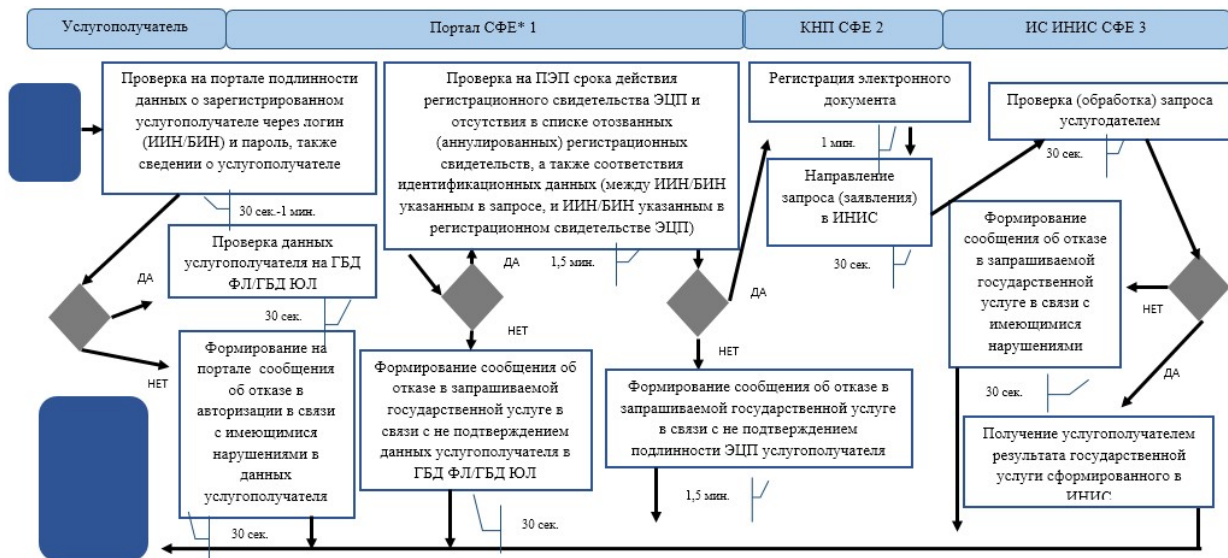 Услугополучатель
Портал СФЕ* 1
КНП СФЕ 2
ИС ИНИС СФЕ 3
Проверка на портале подлинности
данных о зарегистрированном
услугополучателе через логин
(ИИН/БИН) и пароль, также
сведении о услугополучателе
30 сек.-1 мин.
Проверка данных
услугополучателя на ГБД
ФЛ/ГБД ЮЛ
30 сек.
ДА
НЕТ
Формирование на
портале сообщения
об отказе в
авторизации в связи
с имеющимися
нарушениями в
данных
услугополучателя
30 сек.
Проверка на ПЭП срока действия
регистрационного свидетельства ЭЦП и
отсутствия в списке отозванных
(аннулированных) регистрационных
свидетельств, а также соответствия
идентификационных данных (между ИИН/БИН
указанным в запросе, и ИИН/БИН указанным в
регистрационном свидетельстве ЭЦП)
1,5 мин.
ДА
НЕТ
Формирование сообщения об
отказе в запрашиваемой
государственной услуге в
связи с не подтверждением
данных услугополучателя в
ГБД ФЛ/ГБД ЮЛ
30 сек.
ДА
НЕТ
Формирование сообщения об отказе в
запрашиваемой государственной услуге
в связи с не подтверждением
подлинности ЭЦП услугополучателя
1,5 мин.
Регистрация электронного
документа
1 мин.
Направление
запроса (заявления)
в ИНИС
30 сек.
Проверка (обработка) запроса
услугодателем
30 сек.
Формирование
сообщения об отказе
в запрашиваемой
государственной
услуге в связи с
имеющимися
нарушениями
30 сек.
НЕТ
ДА
Получение услугополучателем
результата государственной
услуги сформированного в
ИНИС